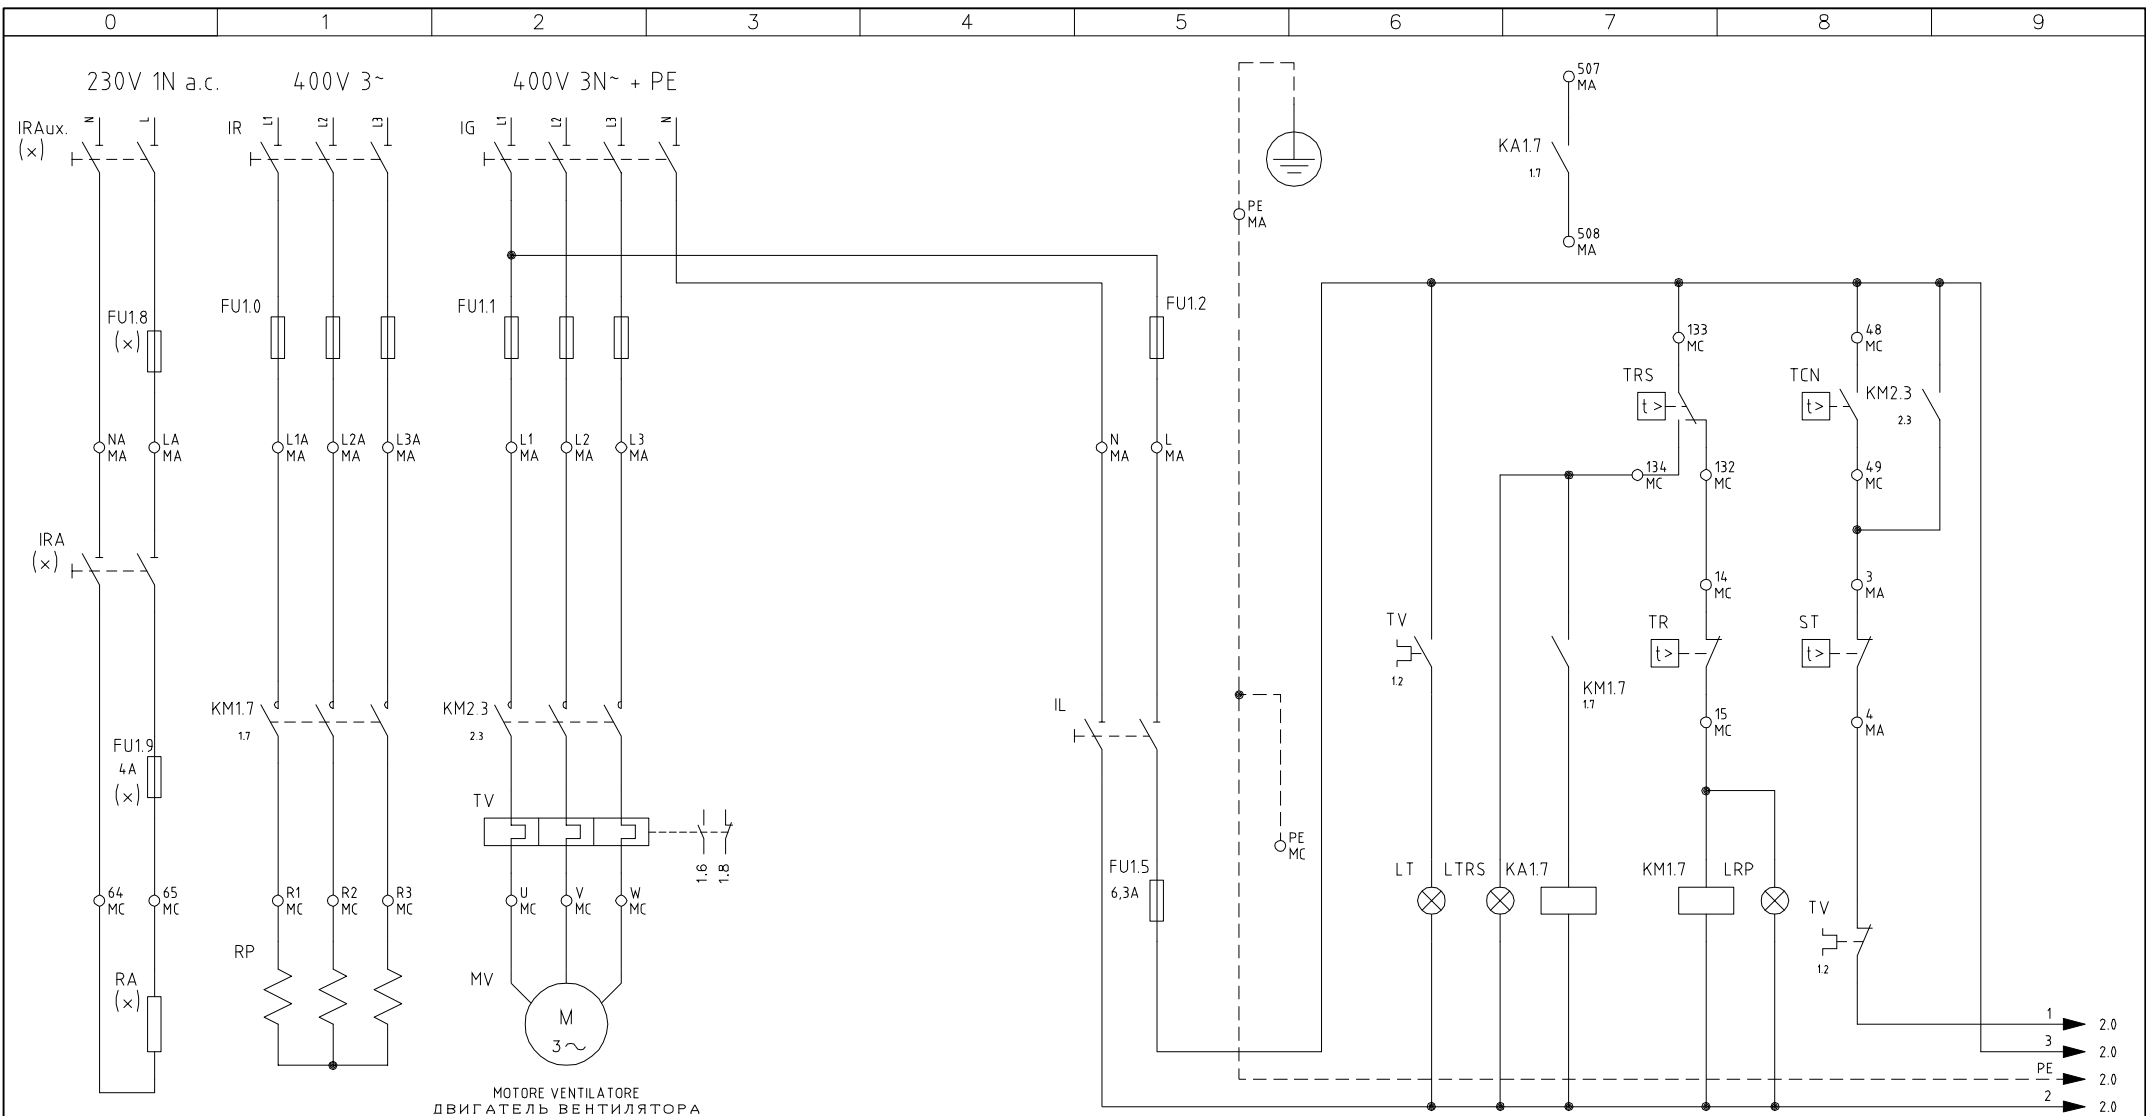 0 1 2 3 4 5 6 7 8 9
230V 1N a.c.
400V 3~
400V 3N~ + PE
507
MA
IRAux.
(x)
N
L
IR
L1
L2
L3
IG
L1
L2
L3
N
KA1.7
1.7
PE
MA
508
MA
FU1.8
(x)
FU1.0
FU1.1
FU1.2
133
MC
48
MC
TRS
t>
TCN
t>
KM2.3
2.3
NA
MA
LA
MA
L1A
MA
L2A
MA
L3A
MA
L1
MA
L2
MA
L3
MA
N
MA
L
MA
134
MC
132
MC
49
MC
IRA
(x)
14
MC
3
MA
TV
1.2
TR
t>
ST
t>
KM1.7
1.7
KM1.7
1.7
KM2.3
2.3
IL
15
MC
4
MA
FU1.9
4A
(x)
TV
1.6
1.8
PE
MC
FU1.5
6,3A
LT
LTRS
KA1.7
KM1.7
LRP
64
MC
65
MC
R1
MC
R2
MC
R3
MC
U
MC
V
MC
W
MC
TV
1.2
RP
RA
(x)
MV
M
3~
1 2.0
3 2.0
PE 2.0
2 2.0
MOTORE VENTILATORE
ДВИГАТЕЛЬ ВЕНТИЛЯТОРА